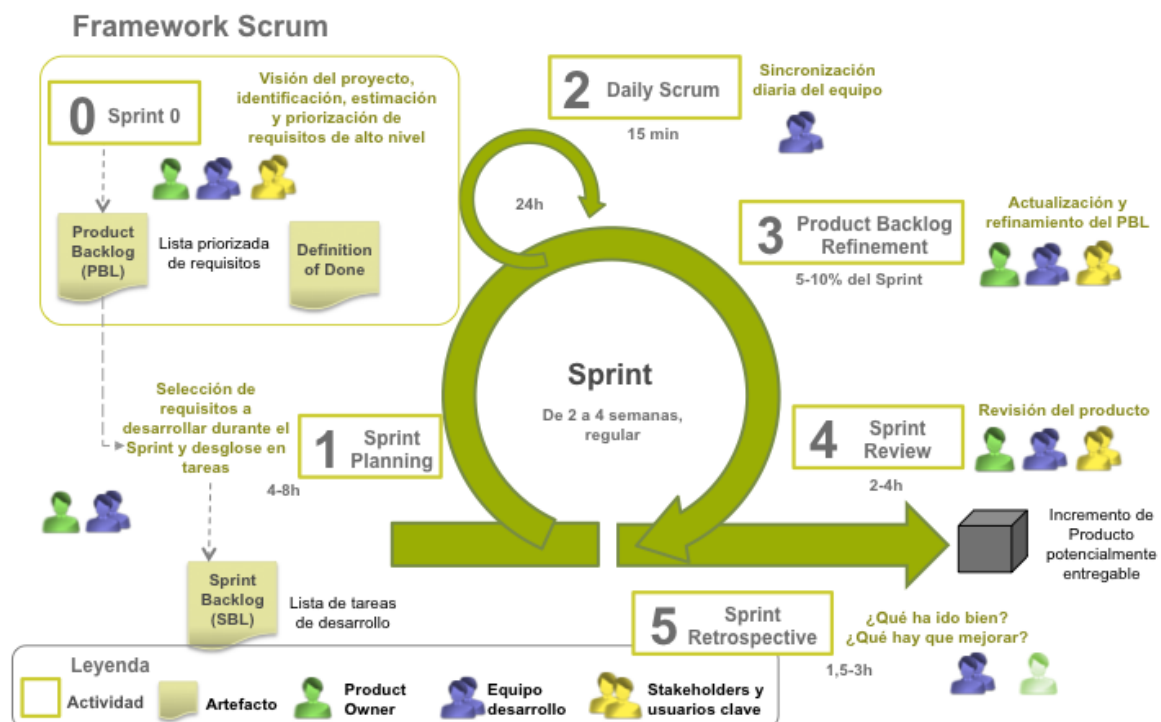 Framework Scrum
0 Sprint 0
Visión del proyecto,
identificación, estimación
y priorización de
requisitos de alto nivel
Product
Backlog
(PBL)
Lista priorizada
de requisitos
Definition
of Done
2 Daily Scrum
15 min
Sincronización
diaria del equipo
24h
3 Product Backlog
Refinement
5-10% del Sprint
Actualización y
refinamiento del PBL
Sprint
De 2 a 4 semanas,
regular
Selección de
requisitos a
desarrollar durante el
Sprint y desglose en
tareas
1 Sprint
Planning
4-8h
4 Sprint
Review
2-4h
Revisión del producto
Incremento de
Producto
potencialmente
entregable
Sprint
Backlog
(SBL)
Lista de tareas
de desarrollo
5 Sprint
Retrospective
1,5-3h
¿Qué ha ido bien?
¿Qué hay que mejorar?
Leyenda
Actividad
Artefacto
Product
Owner
Equipo
desarrollo
Stakeholders y
usuarios clave